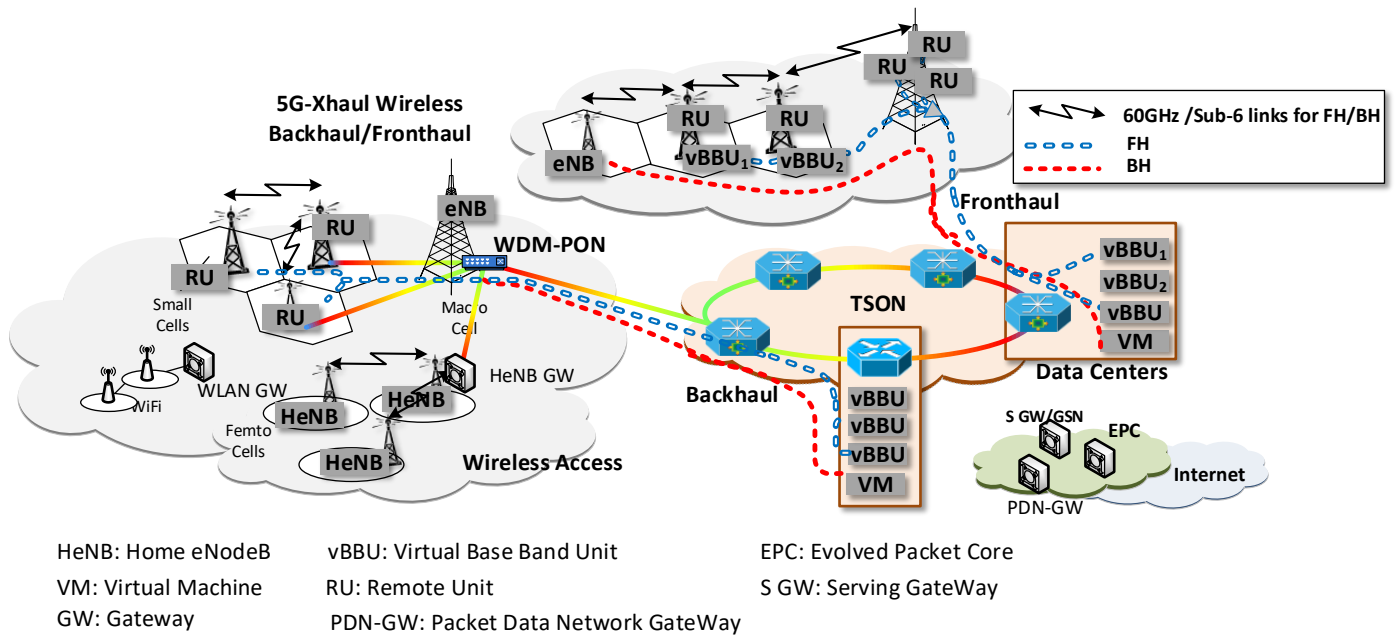 RU
RU
RU
5G-Xhaul Wireless
Backhaul/Fronthaul
RU
RU
eNB
vBBU1
vBBU2
60GHz /Sub-6 links for FH/BH
FH
BH
Fronthaul
eNB
RU
WDM-PON
RU
Small
Cells
RU
Macro
Cell
TSON
vBBU1
vBBU2
vBBU
VM
Data Centers
HeNB GW
WLAN GW
WiFi
HeNB
HeNB
Femto
Cells
HeNB
Wireless Access
Backhaul
vBBU
vBBU
vBBU
VM
S GW/GSN
EPC
Internet
PDN-GW
HeNB: Home eNodeB
vBBU: Virtual Base Band Unit
EPC: Evolved Packet Core
VM: Virtual Machine
RU: Remote Unit
S GW: Serving GateWay
GW: Gateway
PDN-GW: Packet Data Network GateWay